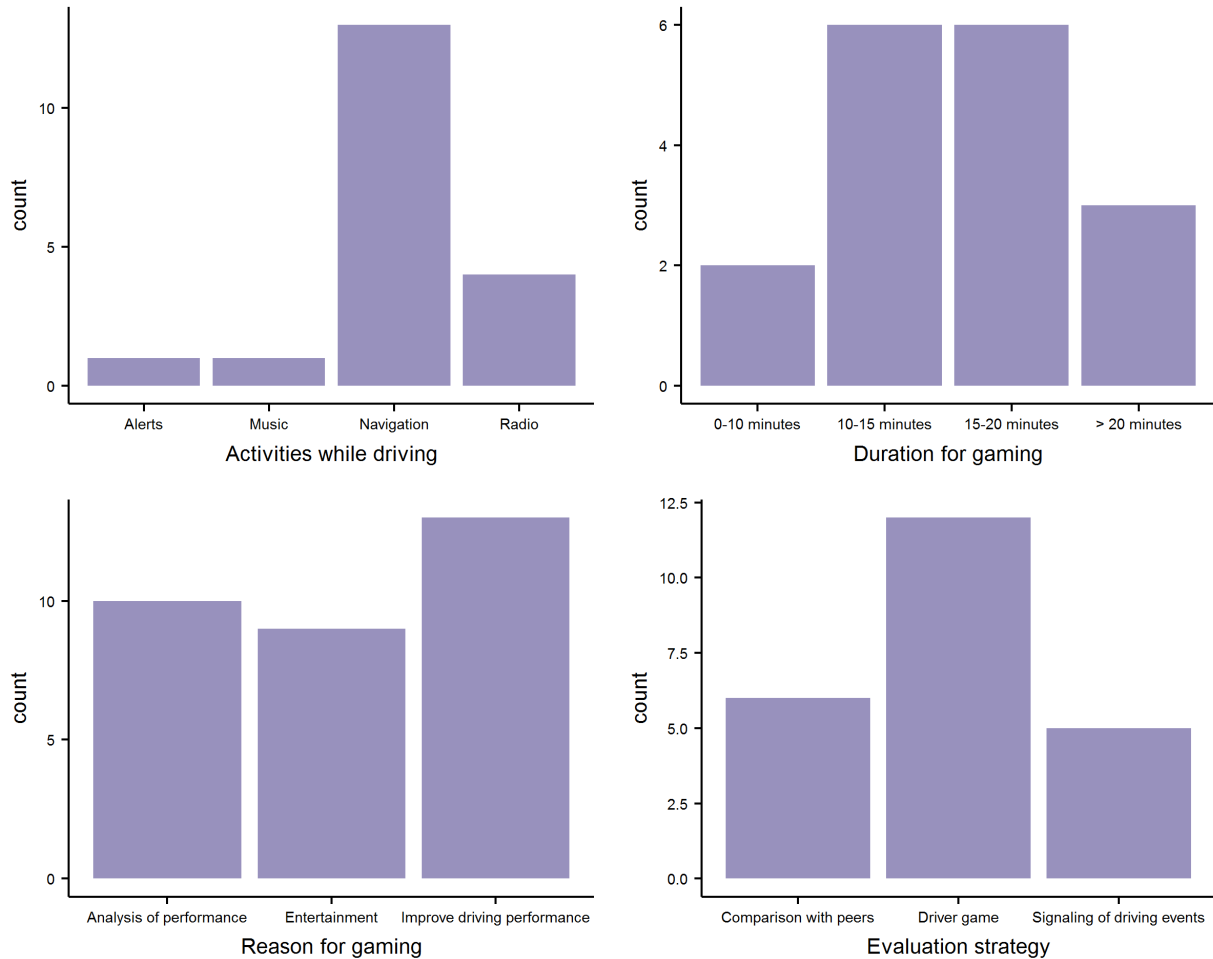 count
10
5
0
Alerts Music Navigation Radio
Activities while driving
count
6
4
2
0
0-10 minutes 10-15 minutes 15-20 minutes > 20 minutes
Duration for gaming
count
10
5
0
Analysis of performance Entertainment Improve driving performance
Reason for gaming
count
12.5
10.0
7.5
5.0
2.5
0.0
Comparison with peers Driver game Signaling of driving events
Evaluation strategy